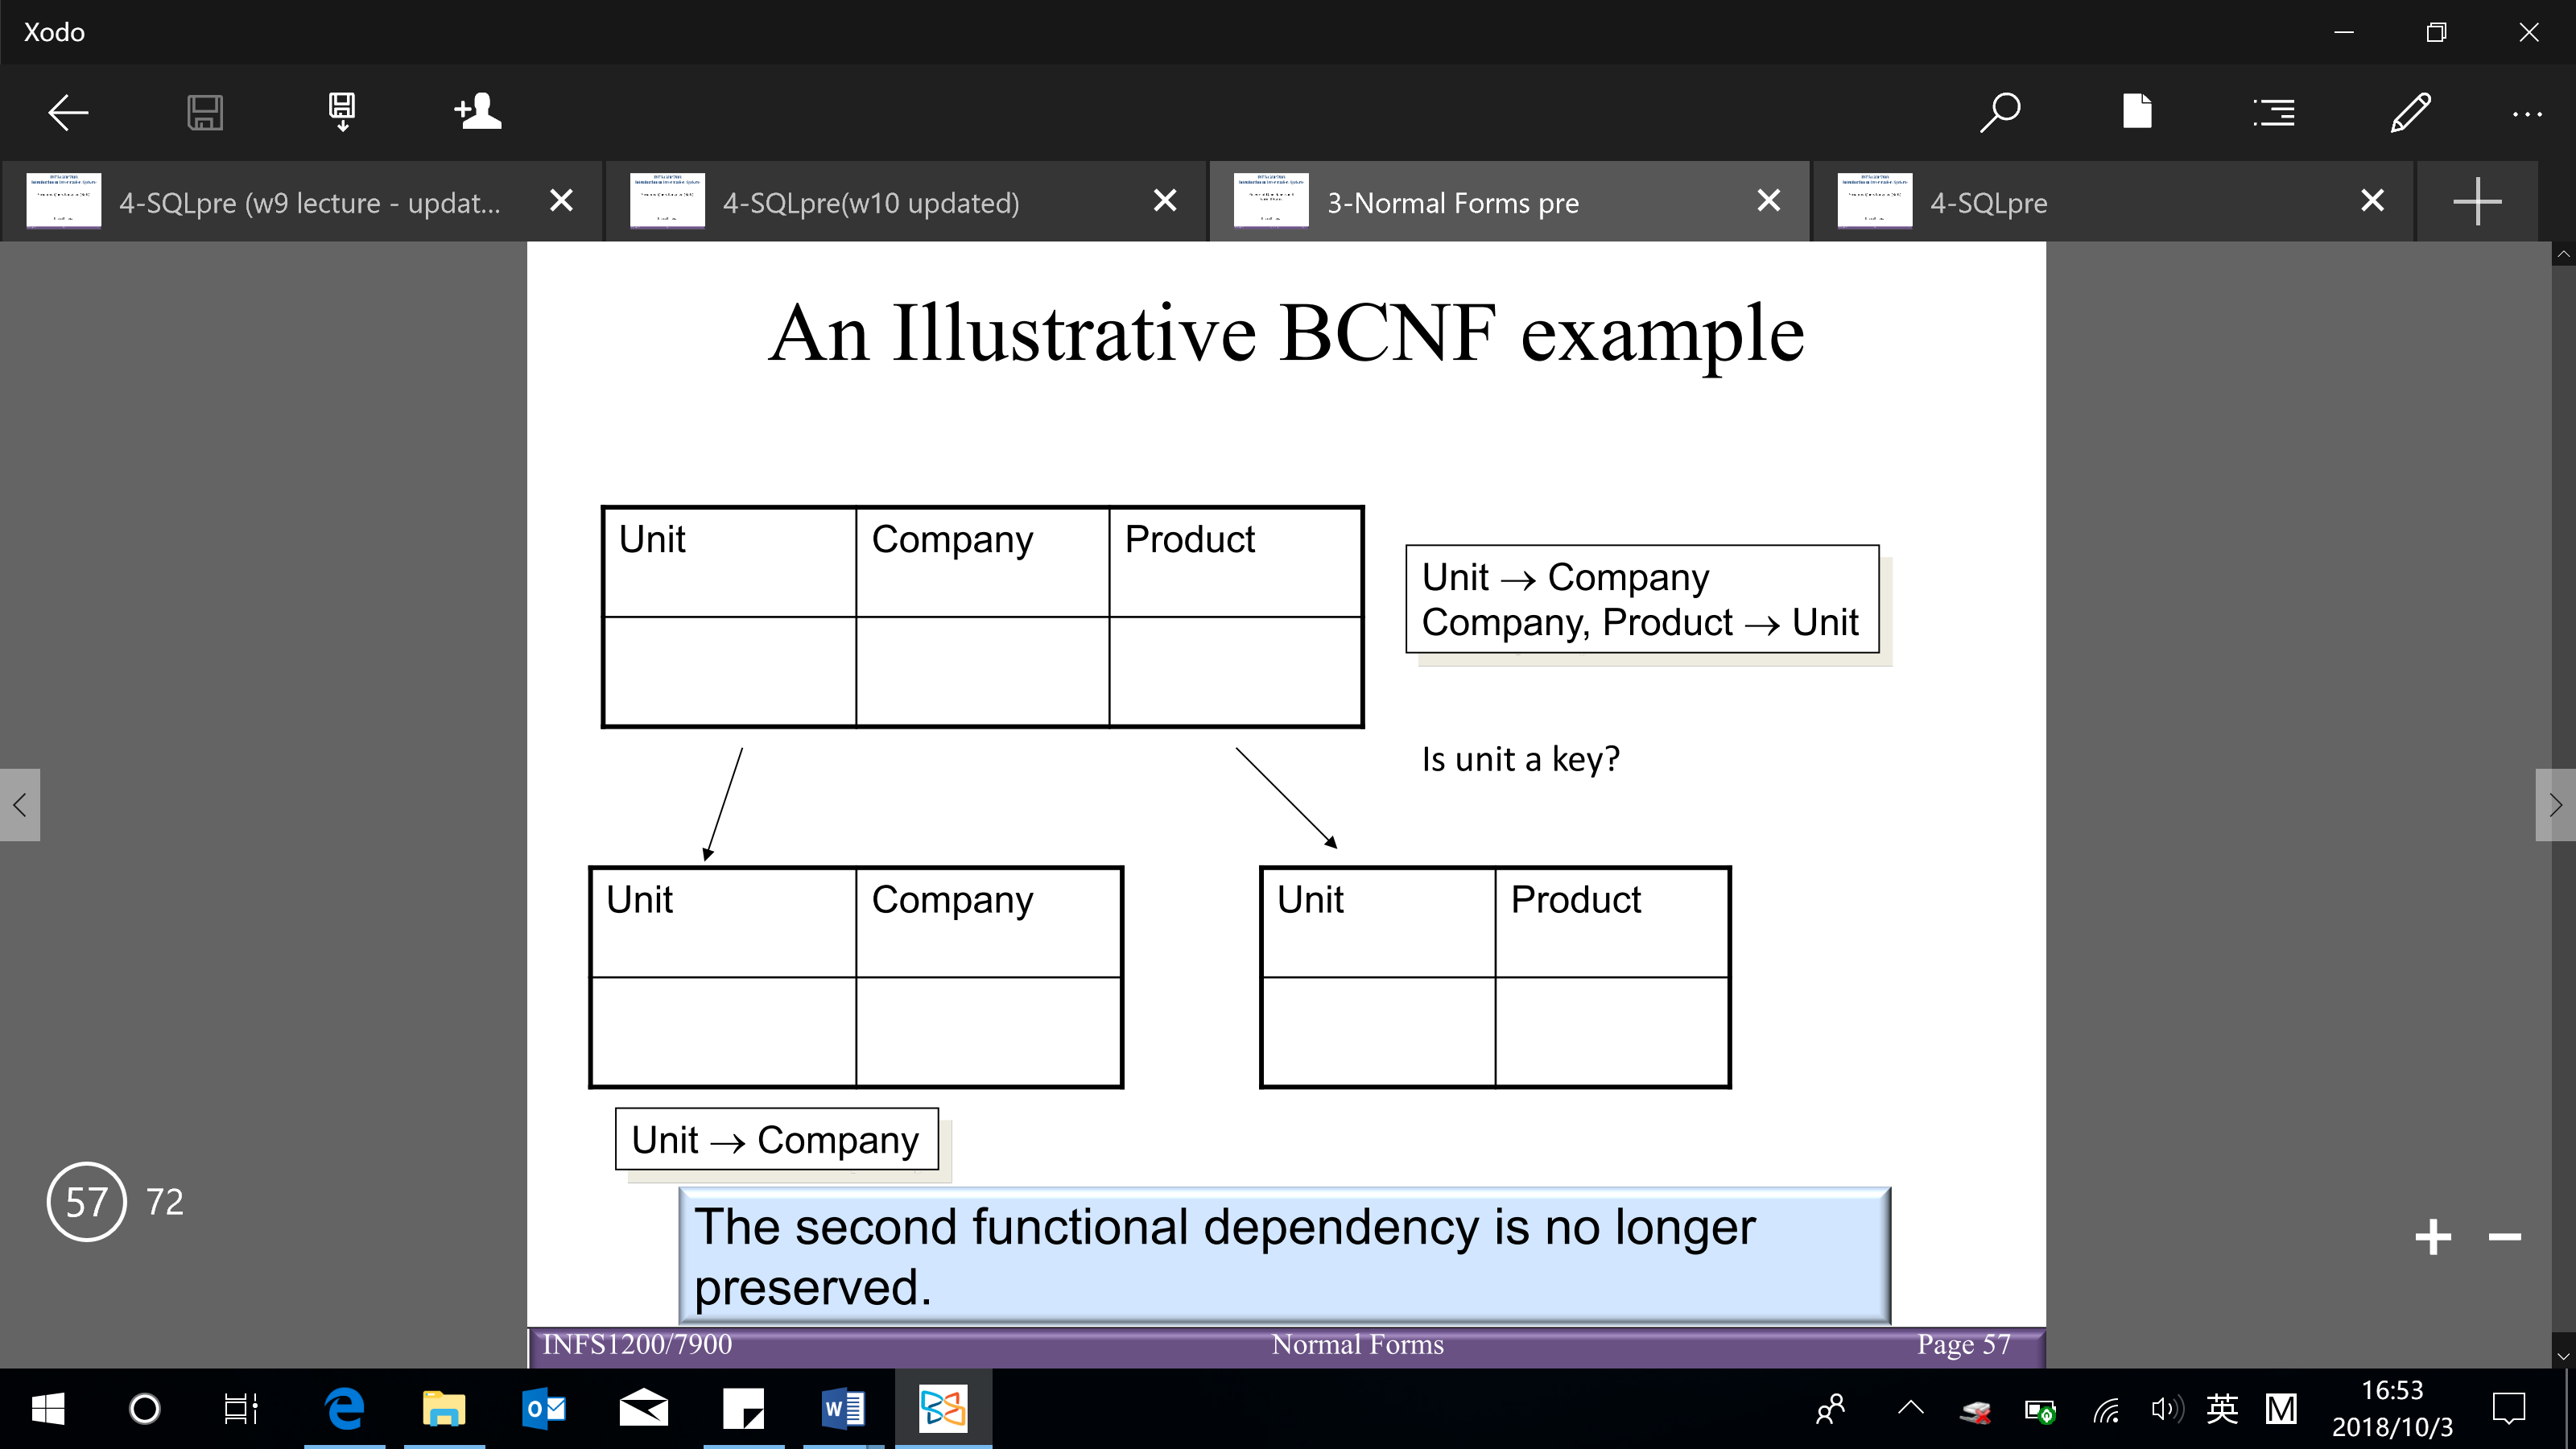 Xodo
4-SQLpre (w9 lecture - updat...
4-SQLpre(w10 updated)
3-Normal Forms pre
4-SQLpre
An Illustrative BCNF example
Unit Company Product
Unit → Company
Company, Product → Unit
Is unit a key?
Unit Company
Unit Product
Unit → Company
The second functional dependency is no longer
preserved.
57 72
INFS1200/7900 Normal Forms Page 57
英 M
16:53
2018/10/3